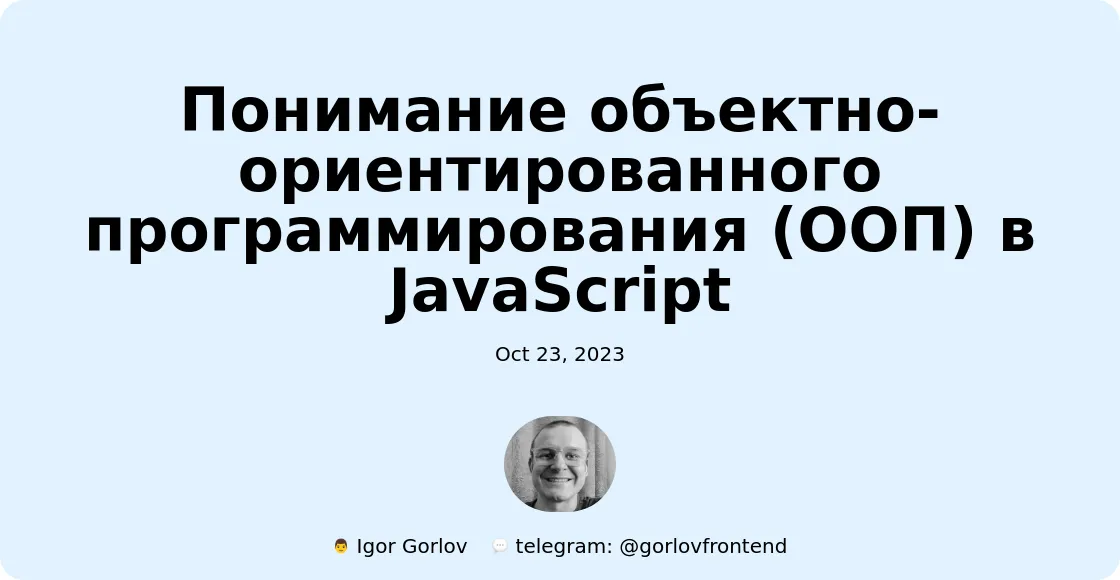 Понимание объектно-
ориентированного
программирования (ООП) в
JavaScript
Oct 23, 2023
Igor Gorlov telegram: @gorlovfrontend